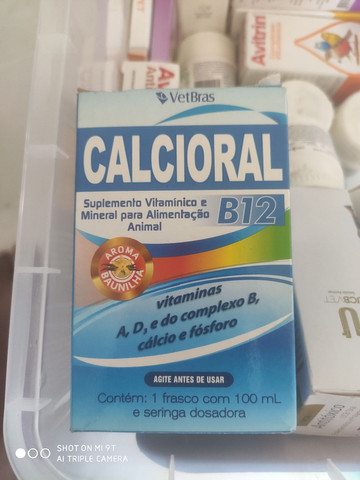 VetBras
CALCIORAL
Suplemento Vitamínico e
Mineral para Alimentação
Animal
B12
AROMA
BAUNILHA
vitaminas
A, D, e do complexo B,
cálcio e fósforo
AGITE ANTES DE USAR
Contém: 1 frasco com 100 mL
e seringa dosadora
Avitrin
SHOT ON MI 9T
AI TRIPLE CAMERA